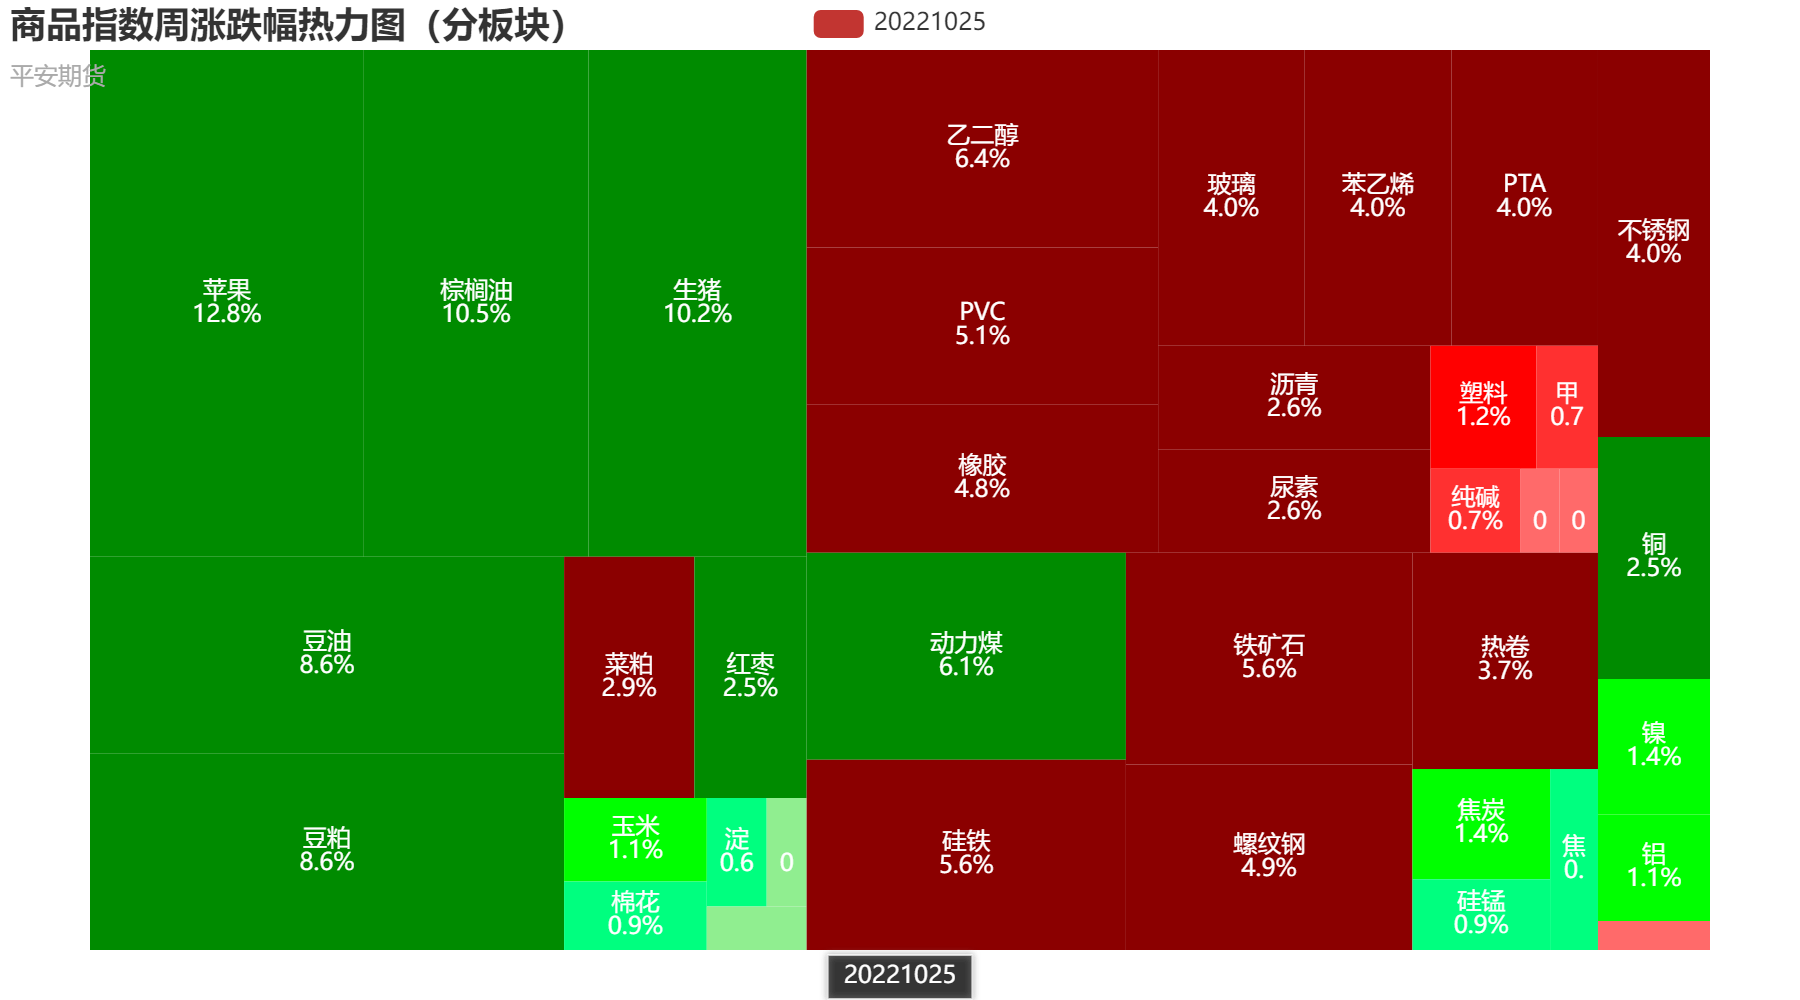 商品指数周涨跌幅热力图（分板块）
20221025
平安期货
苹果
12.8%
棕榈油
10.5%
生猪
10.2%
豆油
8.6%
豆粕
8.6%
菜粕
2.9%
红枣
2.5%
玉米
1.1%
棉花
0.9%
淀
0.6
0
乙二醇
6.4%
PVC
5.1%
橡胶
4.8%
玻璃
4.0%
苯乙烯
4.0%
PTA
4.0%
沥青
2.6%
尿素
2.6%
塑料
1.2%
甲
0.7
纯碱
0.7%
0
0
动力煤
6.1%
硅铁
5.6%
铁矿石
5.6%
螺纹钢
4.9%
热卷
3.7%
焦炭
1.4%
硅锰
0.9%
焦
0.
不锈钢
4.0%
铜
2.5%
镍
1.4%
铝
1.1%
20221025